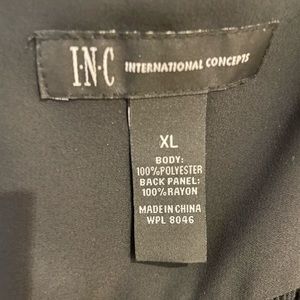 I·N·C INTERNATIONAL CONCEPTS
XL
BODY:
100%POLYESTER
BACK PANEL:
100%RAYON
MADE IN CHINA
WPL 8046